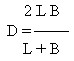 2 L B
D = ———
L + B